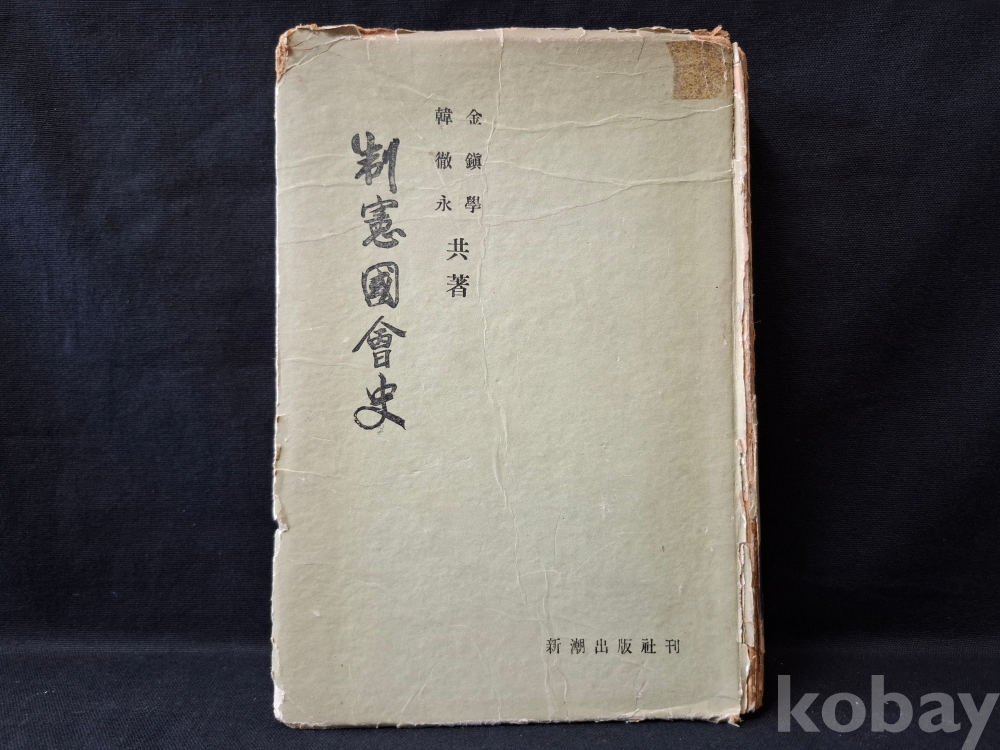 金鎭學
韓徹永
共著
制憲國會史
新潮出版社刊
kobay